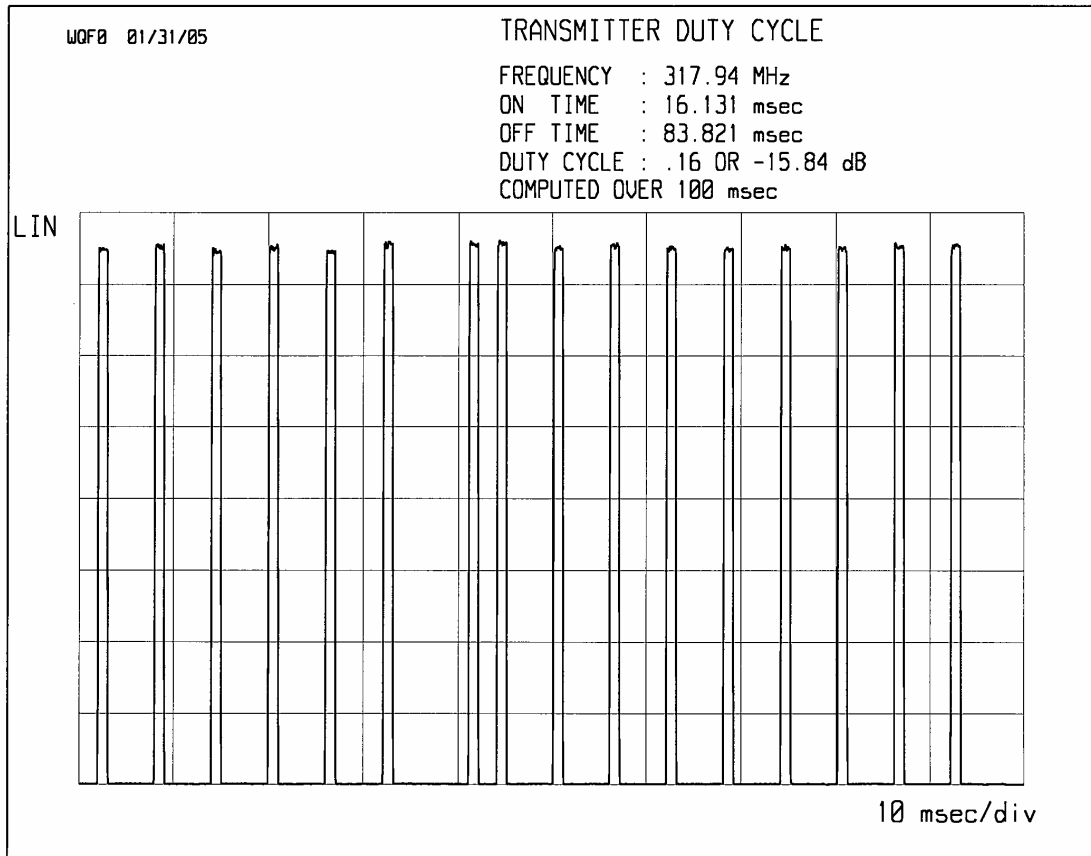 WQF0 01/31/05
TRANSMITTER DUTY CYCLE
FREQUENCY : 317.94 MHz
ON TIME : 16.131 msec
OFF TIME : 83.821 msec
DUTY CYCLE : .16 OR -15.84 dB
COMPUTED OVER 100 msec
LIN
10 msec/div